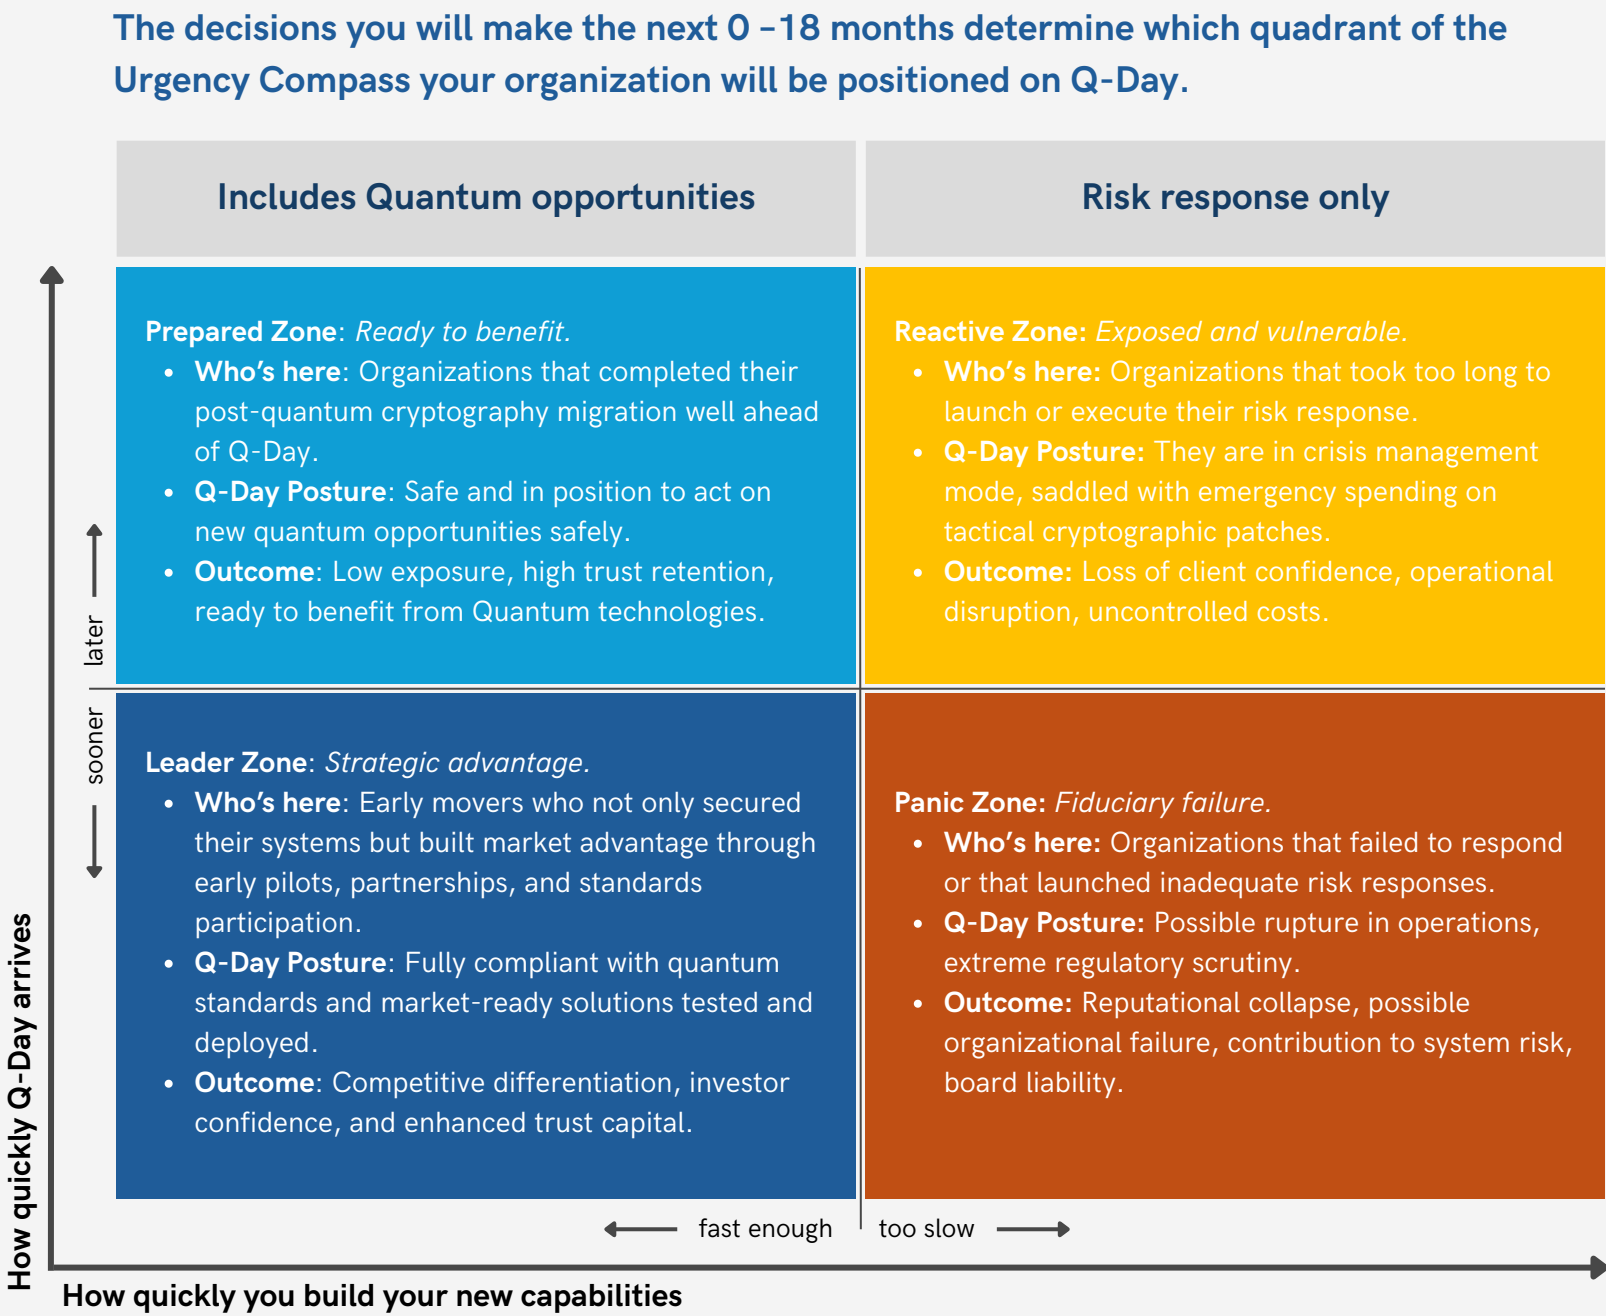 The decisions you will make the next 0 –18 months determine which quadrant of the
Urgency Compass your organization will be positioned on Q-Day.
Includes Quantum opportunities
Risk response only
Prepared Zone: Ready to benefit.
• Who’s here: Organizations that completed their
post-quantum cryptography migration well ahead
of Q-Day.
• Q-Day Posture: Safe and in position to act on
new quantum opportunities safely.
• Outcome: Low exposure, high trust retention,
ready to benefit from Quantum technologies.
Reactive Zone: Exposed and vulnerable.
• Who’s here: Organizations that took too long to
launch or execute their risk response.
• Q-Day Posture: They are in crisis management
mode, saddled with emergency spending on
tactical cryptographic patches.
• Outcome: Loss of client confidence, operational
disruption, uncontrolled costs.
later
sooner
Leader Zone: Strategic advantage.
• Who’s here: Early movers who not only secured
their systems but built market advantage through
early pilots, partnerships, and standards
participation.
• Q-Day Posture: Fully compliant with quantum
standards and market-ready solutions tested and
deployed.
• Outcome: Competitive differentiation, investor
confidence, and enhanced trust capital.
Panic Zone: Fiduciary failure.
• Who’s here: Organizations that failed to respond
or that launched inadequate risk responses.
• Q-Day Posture: Possible rupture in operations,
extreme regulatory scrutiny.
• Outcome: Reputational collapse, possible
organizational failure, contribution to system risk,
board liability.
How quickly Q-Day arrives
fast enough
too slow
How quickly you build your new capabilities